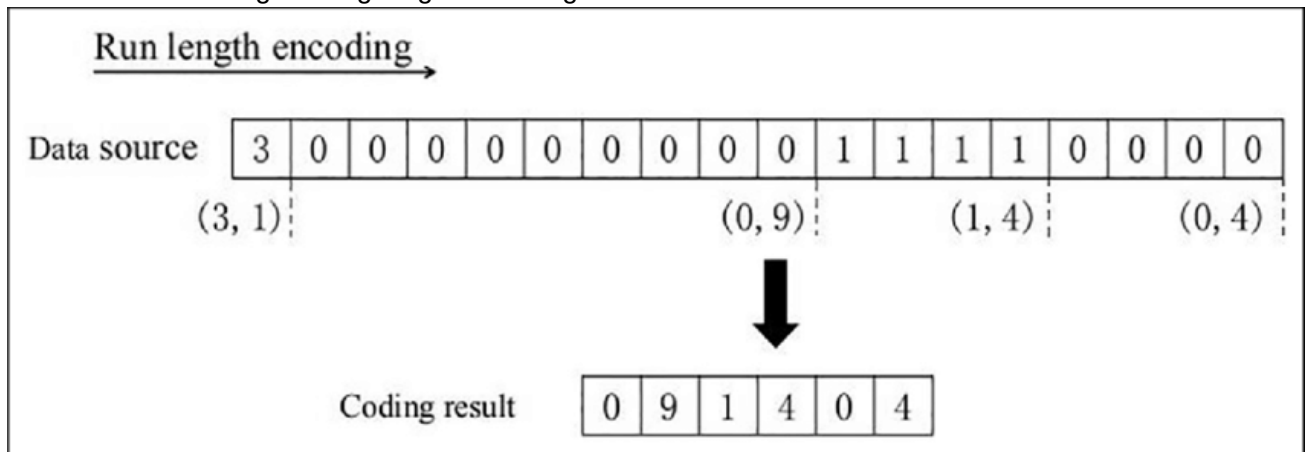 Run length encoding
Data source 3 0 0 0 0 0 0 0 0 0 1 1 1 1 0 0 0 0
(3, 1) (0, 9) (1, 4) (0, 4)
Coding result 0 9 1 4 0 4